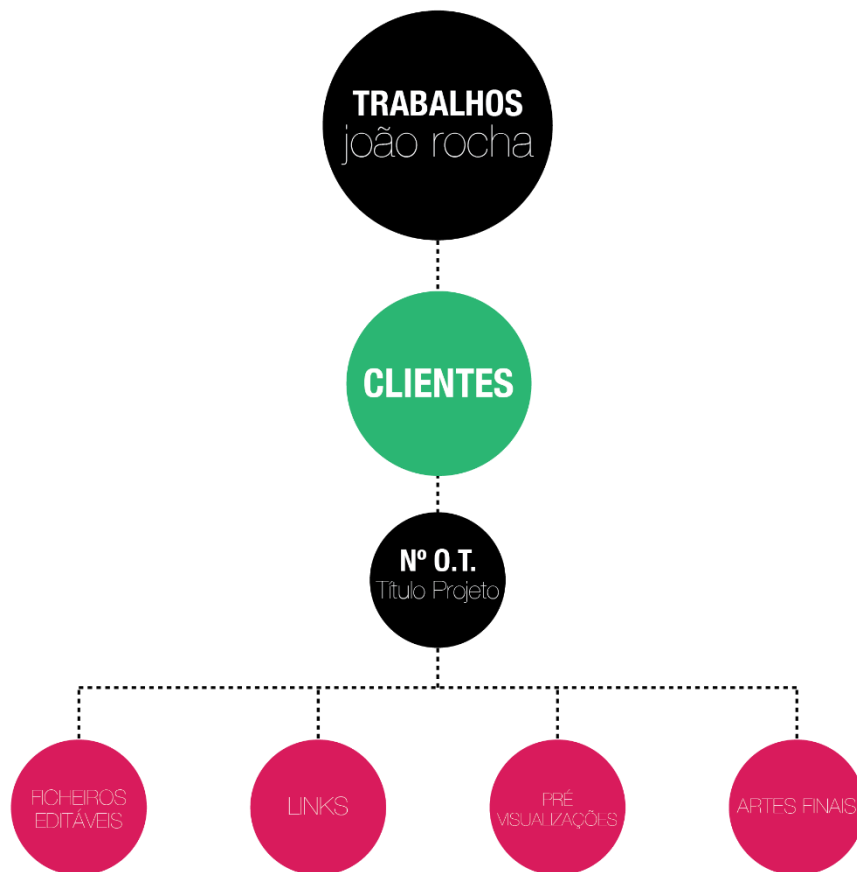 TRABALHOS
joão rocha
CLIENTES
Nº O.T.
Título Projeto
FICHEIROS
EDITÁVEIS
LINKS
PRÉ
VISUALIZAÇÕES
ARTES FINAIS